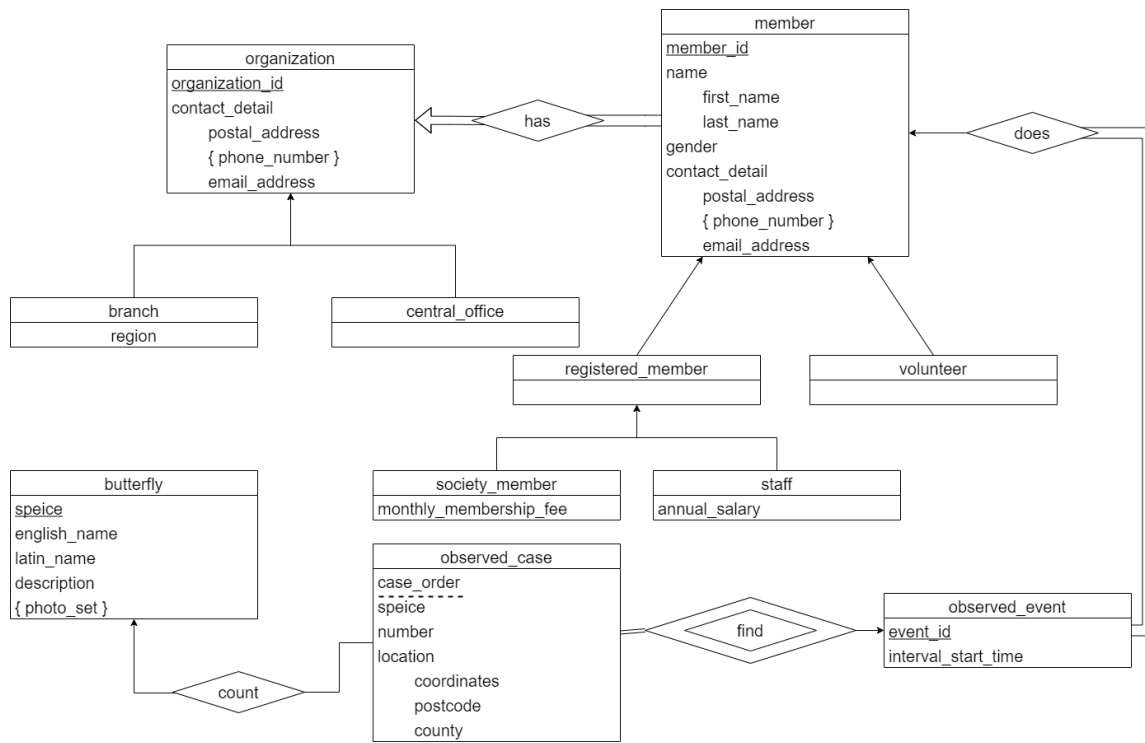 organization
organization_id
contact_detail
postal_address
{ phone_number }
email_address
has
member
member_id
name
first_name
last_name
gender
contact_detail
postal_address
{ phone_number }
email_address
does
branch
region
central_office
registered_member
volunteer
society_member
monthly_membership_fee
staff
annual_salary
butterfly
speice
english_name
latin_name
description
{ photo_set }
count
observed_case
case_order
speice
number
location
coordinates
postcode
county
find
observed_event
event_id
interval_start_time